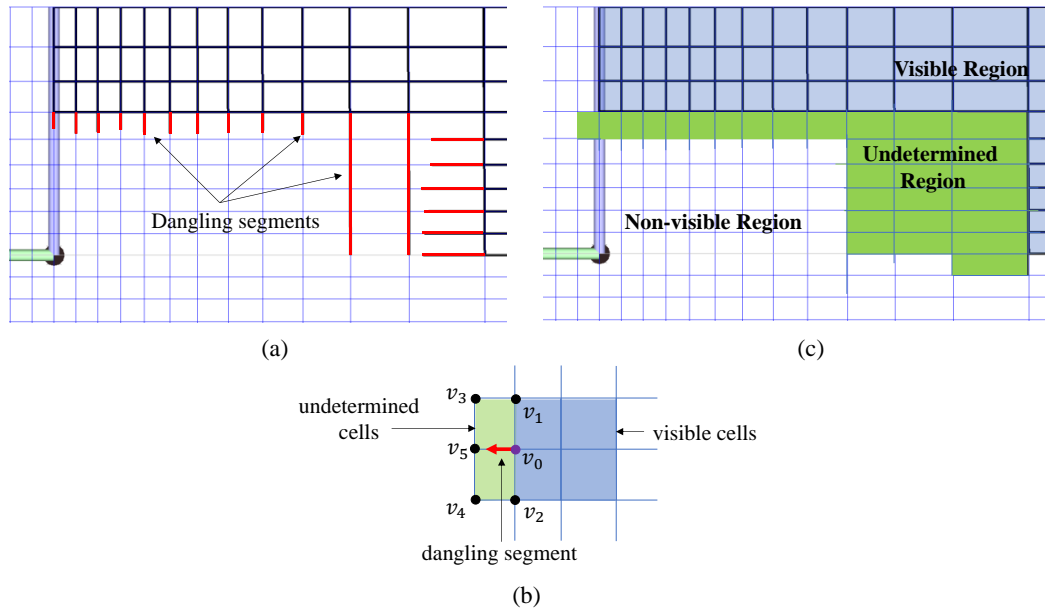 Dangling segments
(a)
Visible Region
Undetermined
Region
Non-visible Region
(c)
undetermined
cells
v₃
v₁
v₅
v₀
v₄
v₂
visible cells
dangling segment
(b)